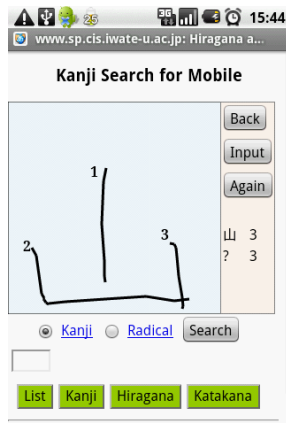 25 3G 15:44
www.sp.cis.iwate-u.ac.jp: Hiragana a...
Kanji Search for Mobile
Back
Input
Again
1
2
3
山 3
? 3
Kanji Radical Search
List Kanji Hiragana Katakana